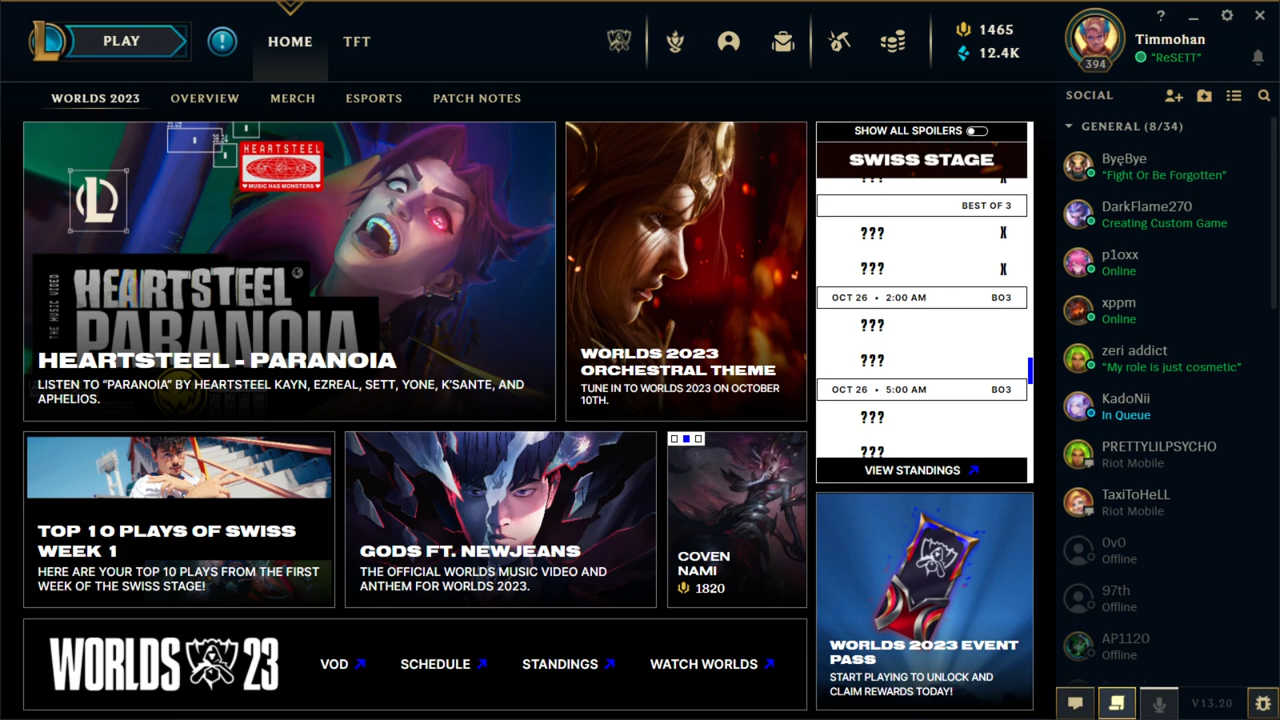 PLAY
HOME
TFT
1465
12.4K
394
?
Timmohan
"ReSETT"
WORLDS 2023
OVERVIEW
MERCH
ESPORTS
PATCH NOTES
SOCIAL
GENERAL (8/34)
HEARTSTEEL
♥ MUSIC HAS MONSTERS ♥
THE MUSIC VIDEO
HEARTSTEEL
PARANOIA
HEARTSTEEL - PARANOIA
LISTEN TO "PARANOIA" BY HEARTSTEEL KAYN, EZREAL, SETT, YONE, K'SANTE, AND
APHELIOS.
WORLDS 2023
ORCHESTRAL THEME
TUNE IN TO WORLDS 2023 ON OCTOBER
10TH.
SHOW ALL SPOILERS
SWISS STAGE
??? X
BEST OF 3
??? X
??? X
OCT 26 • 2:00 AM BO3
???
???
OCT 26 • 5:00 AM BO3
???
???
VIEW STANDINGS
TOP 10 PLAYS OF SWISS
WEEK 1
HERE ARE YOUR TOP 10 PLAYS FROM THE FIRST
WEEK OF THE SWISS STAGE!
GODS FT. NEWJEANS
THE OFFICIAL WORLDS MUSIC VIDEO AND
ANTHEM FOR WORLDS 2023.
COVEN
NAMI
1820
WORLDS 2023 EVENT
PASS
START PLAYING TO UNLOCK AND
CLAIM REWARDS TODAY!
WORLDS 23
VOD
SCHEDULE
STANDINGS
WATCH WORLDS
ByeBye
"Fight Or Be Forgotten"
DarkFlame270
Creating Custom Game
p1oxx
Online
xppm
Online
zeri addict
"My role is just cosmetic"
KadoNii
In Queue
PRETTYLILPSYCHO
Riot Mobile
TaxiToHeLL
Riot Mobile
0v0
Offline
97th
Offline
AP1120
Offline
V13.20